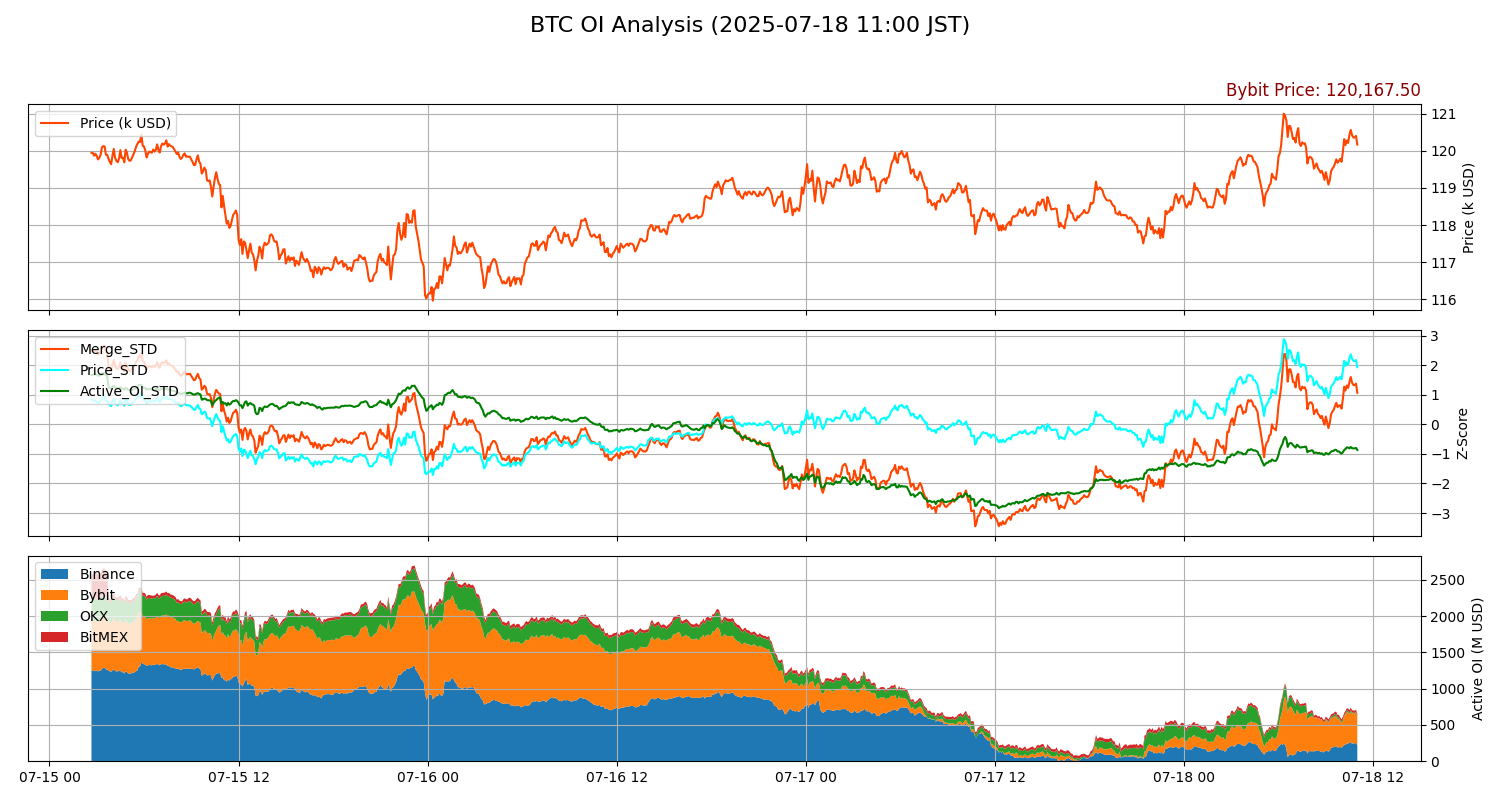 BTC OI Analysis (2025-07-18 11:00 JST)
Bybit Price: 120,167.50
Price (k USD)
121
120
119
118
117
116
Price (k USD)
Merge_STD
Price_STD
Active_OI_STD
3
2
1
0
−1
−2
−3
Z-Score
Binance
Bybit
OKX
BitMEX
2500
2000
1500
1000
500
0
Active OI (M USD)
07-15 00 07-15 12 07-16 00 07-16 12 07-17 00 07-17 12 07-18 00 07-18 12